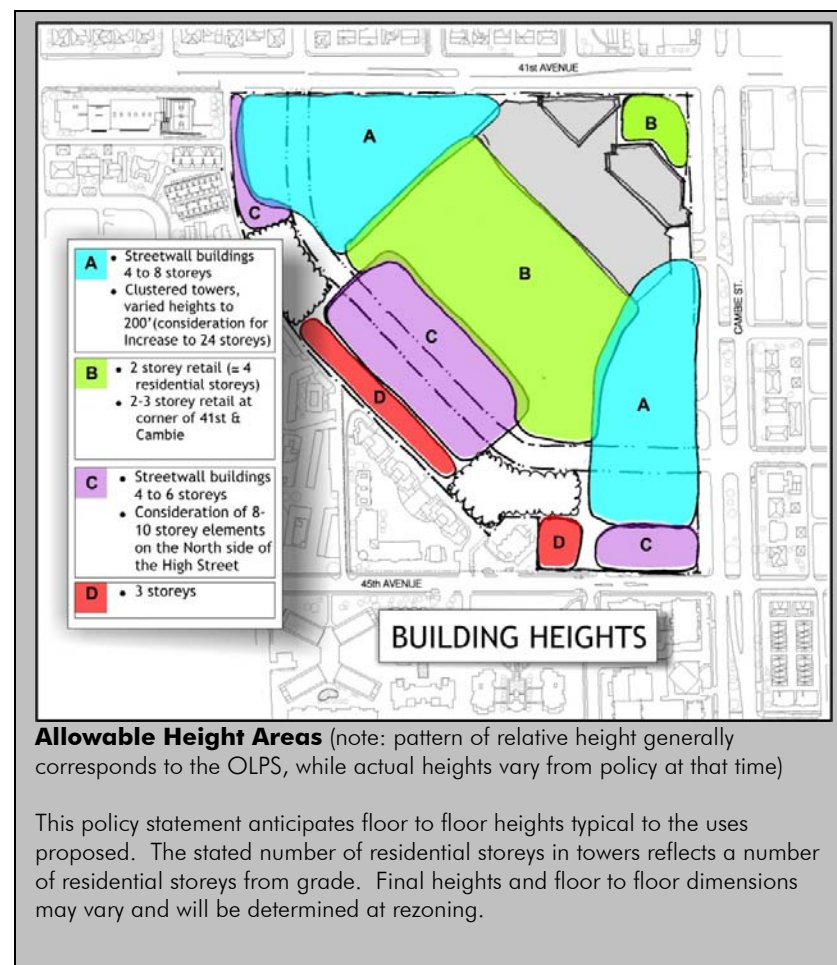 41st AVENUE
A
B
C
B
C
D
A
D
C
CAMBIE ST.
45th AVENUE
A
• Streetwall buildings
4 to 8 storeys
• Clustered towers,
varied heights to
200'(consideration for
Increase to 24 storeys)
B
• 2 storey retail (= 4
residential storeys)
• 2-3 storey retail at
corner of 41st &
Cambie
C
• Streetwall buildings
4 to 6 storeys
• Consideration of 8-
10 storey elements
on the North side of
the High Street
D
• 3 storeys
BUILDING HEIGHTS
Allowable Height Areas (note: pattern of relative height generally
corresponds to the OLPS, while actual heights vary from policy at that time)
This policy statement anticipates floor to floor heights typical to the uses
proposed. The stated number of residential storeys in towers reflects a number
of residential storeys from grade. Final heights and floor to floor dimensions
may vary and will be determined at rezoning.